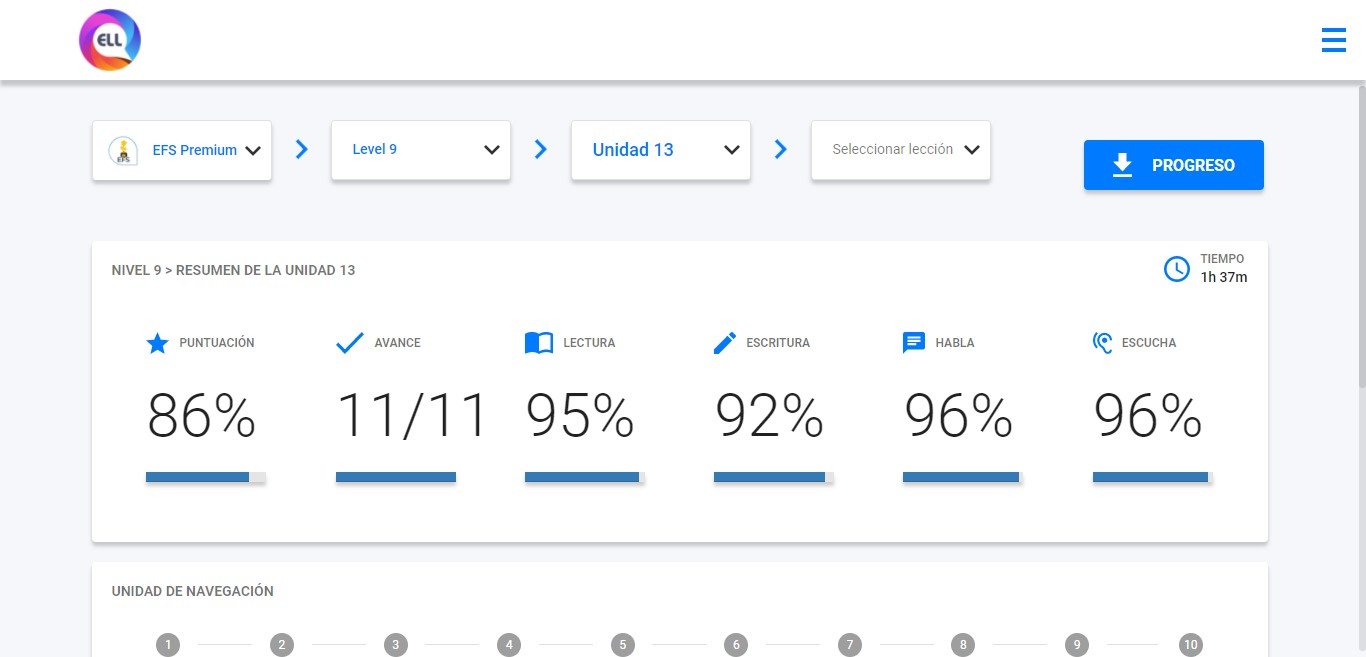 ELL
EFS
EFS Premium
Level 9
Unidad 13
Seleccionar lección
PROGRESO
NIVEL 9 > RESUMEN DE LA UNIDAD 13
TIEMPO
1h 37m
PUNTUACIÓN
AVANCE
LECTURA
ESCRITURA
HABLA
ESCUCHA
86%
11/11
95%
92%
96%
96%
UNIDAD DE NAVEGACIÓN
1 2 3 4 5 6 7 8 9 10